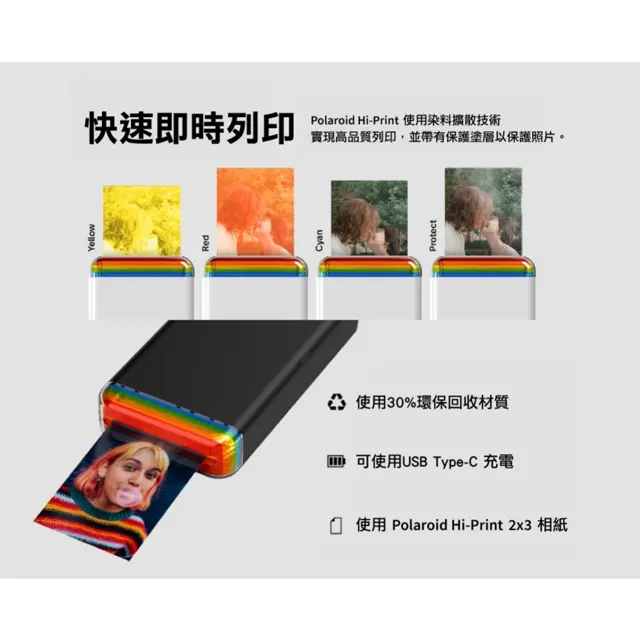 快速即時列印
Polaroid Hi-Print 使用染料擴散技術
實現高品質列印，並帶有保護塗層以保護照片。
Yellow
Red
Cyan
Protect
使用30%環保回收材質
可使用USB Type-C 充電
使用 Polaroid Hi-Print 2x3 相紙